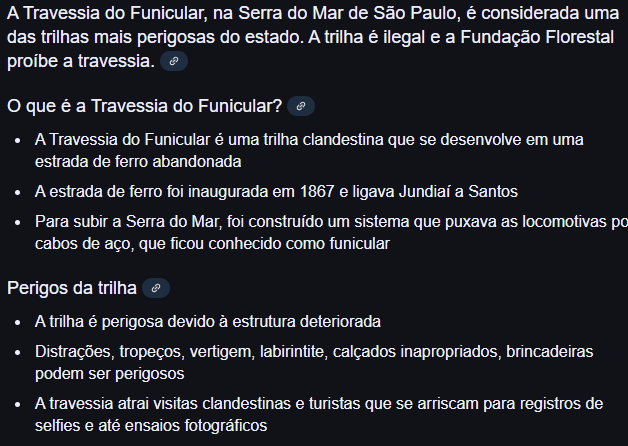 A Travessia do Funicular, na Serra do Mar de São Paulo, é considerada uma
das trilhas mais perigosas do estado. A trilha é ilegal e a Fundação Florestal
proíbe a travessia.
O que é a Travessia do Funicular?
• A Travessia do Funicular é uma trilha clandestina que se desenvolve em uma
estrada de ferro abandonada
• A estrada de ferro foi inaugurada em 1867 e ligava Jundiaí a Santos
• Para subir a Serra do Mar, foi construído um sistema que puxava as locomotivas po
cabos de aço, que ficou conhecido como funicular
Perigos da trilha
• A trilha é perigosa devido à estrutura deteriorada
• Distrações, tropeços, vertigem, labirintite, calçados inapropriados, brincadeiras
podem ser perigosos
• A travessia atrai visitas clandestinas e turistas que se arriscam para registros de
selfies e até ensaios fotográficos